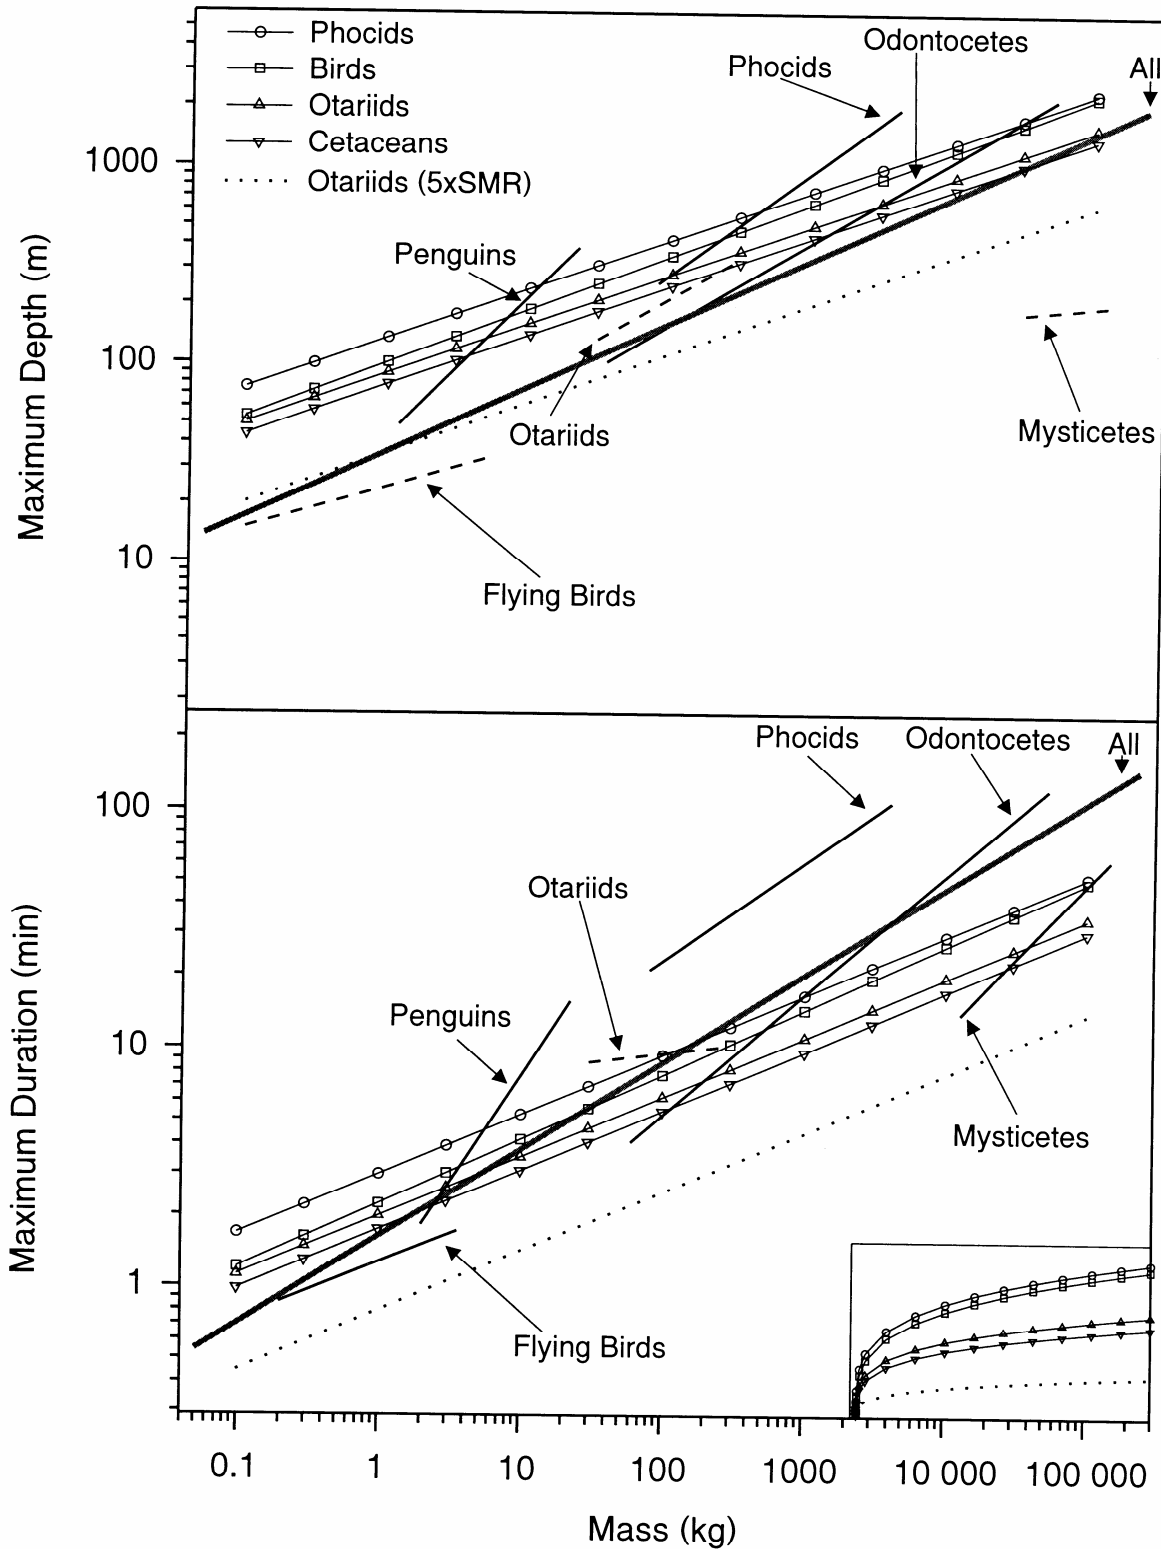 Phocids
Birds
Otariids
Cetaceans
Otariids (5xSMR)
Odontocetes
Phocids
All
Penguins
Otariids
Mysticetes
Flying Birds
1000
100
10
Maximum Depth (m)
Phocids
Odontocetes
All
Otariids
Penguins
Mysticetes
Flying Birds
100
10
1
Maximum Duration (min)
0.1 1 10 100 1000 10 000 100 000
Mass (kg)